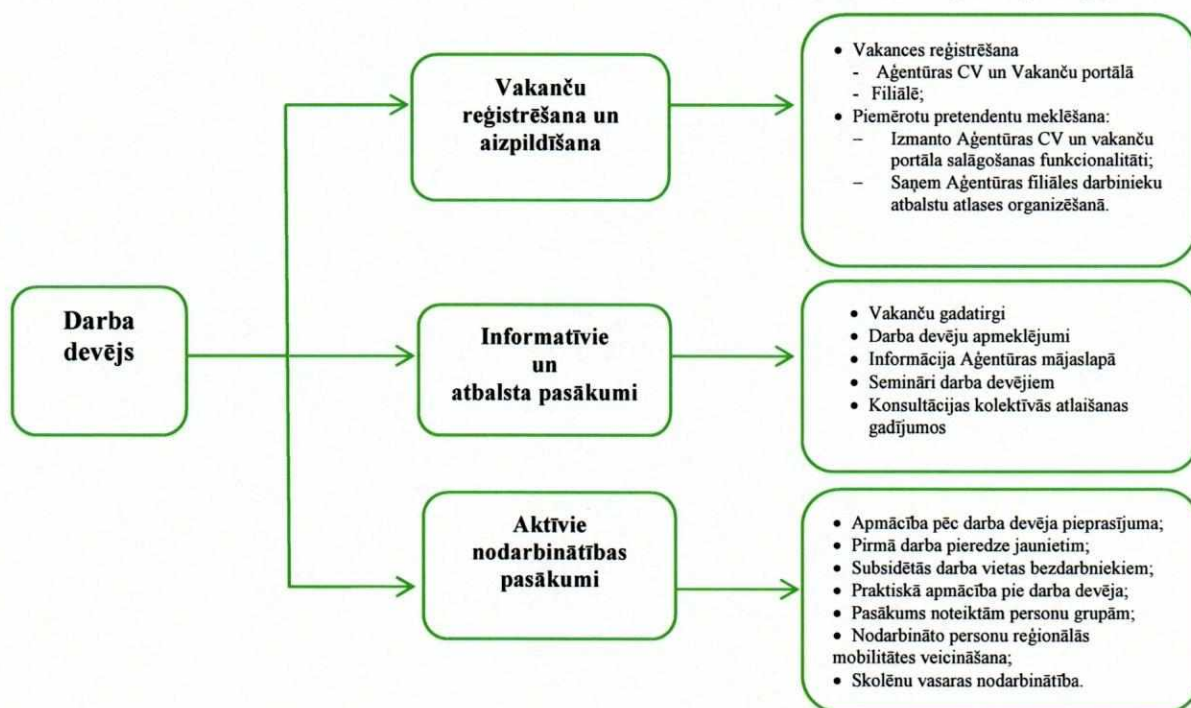 Darba
devējs
Vakanču
reģistrēšana un
aizpildīšana
• Vakances reģistrēšana
- Aģentūras CV un Vakanču portālā
- Filiālē;
• Piemērotu pretendentu meklēšana:
– Izmanto Aģentūras CV un vakanču
portāla salāgošanas funkcionalitāti;
– Saņem Aģentūras filiāles darbinieku
atbalstu atlases organizēšanā.
Informatīvie
un
atbalsta pasākumi
• Vakanču gadatirgi
• Darba devēju apmeklējumi
• Informācija Aģentūras mājaslapā
• Semināri darba devējiem
• Konsultācijas kolektīvās atlaišanas
gadījumos
Aktīvie
nodarbinātības
pasākumi
• Apmācība pēc darba devēja pieprasījuma;
• Pirmā darba pieredze jaunietim;
• Subsidētās darba vietas bezdarbniekiem;
• Praktiskā apmācība pie darba devēja;
• Pasākums noteiktām personu grupām;
• Nodarbināto personu reģionālās
mobilitātes veicināšana;
• Skolēnu vasaras nodarbinātība.